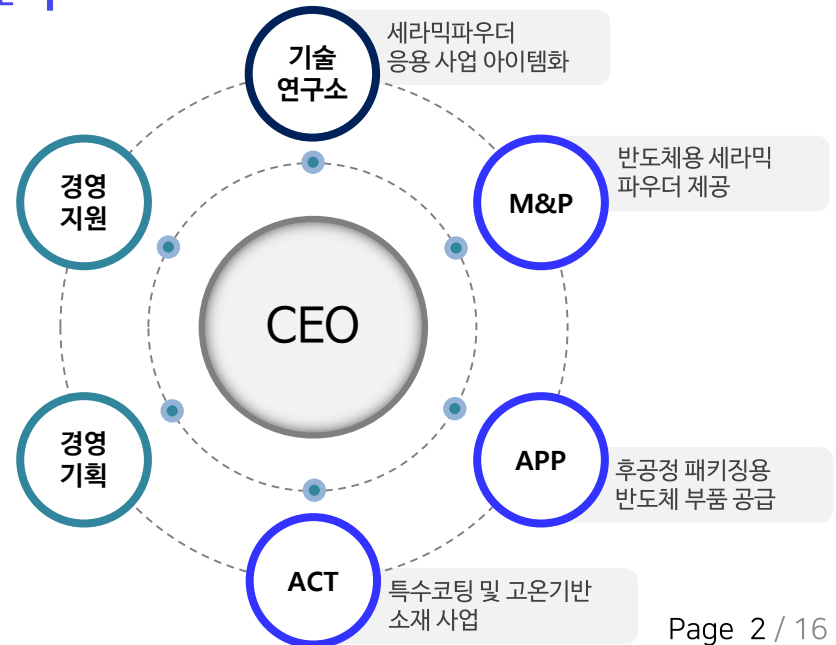 기술
연구소
세라믹파우더
응용 사업 아이템화
경영
지원
M&P
반도체용 세라믹
파우더 제공
CEO
경영
기획
APP
후공정 패키징용
반도체 부품 공급
ACT
특수코팅 및 고온기반
소재 사업
Page 2 / 16